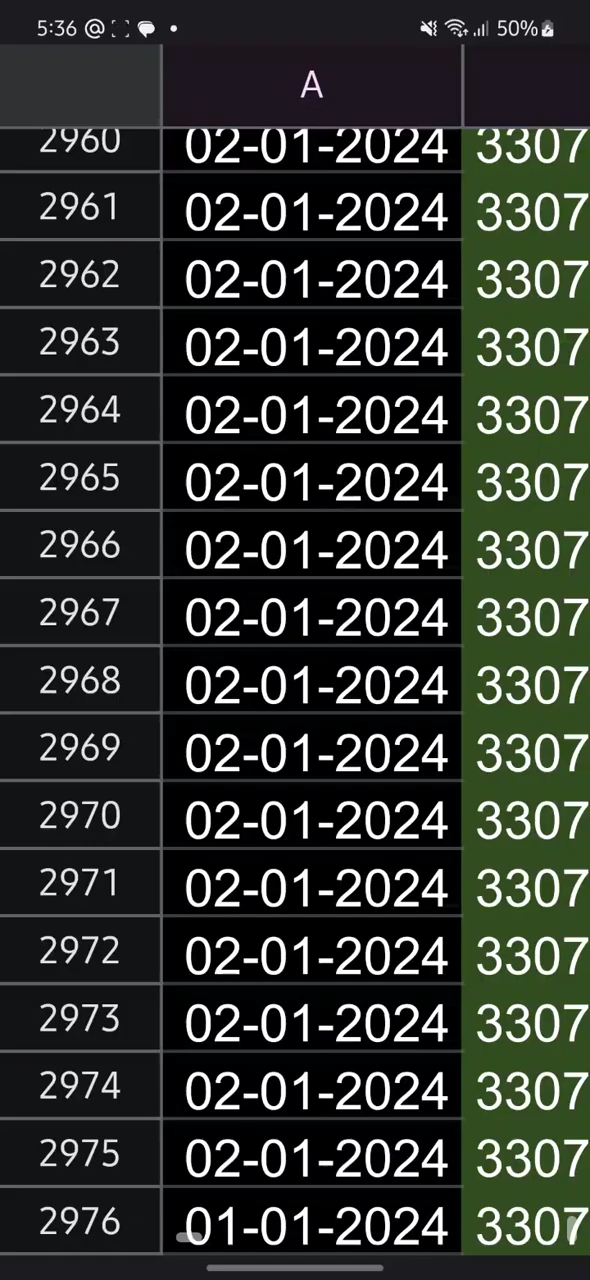 5:36 @ 50%
A
2960 02-01-2024 3307
2961 02-01-2024 3307
2962 02-01-2024 3307
2963 02-01-2024 3307
2964 02-01-2024 3307
2965 02-01-2024 3307
2966 02-01-2024 3307
2967 02-01-2024 3307
2968 02-01-2024 3307
2969 02-01-2024 3307
2970 02-01-2024 3307
2971 02-01-2024 3307
2972 02-01-2024 3307
2973 02-01-2024 3307
2974 02-01-2024 3307
2975 02-01-2024 3307
2976 01-01-2024 3307